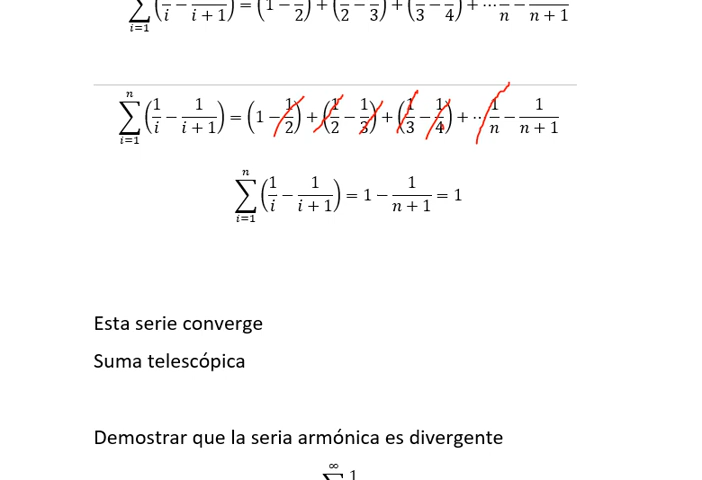 ∑_{i=1} (1/i − 1/(i + 1)) = (1 − 1/2) + (1/2 − 1/3) + (1/3 − 1/4) + ⋯ 1/n − 1/(n + 1)
∑_{i=1}^{n} (1/i − 1/(i + 1)) = (1 − 1/2) + (1/2 − 1/3) + (1/3 − 1/4) + ⋯ 1/n − 1/(n + 1)
∑_{i=1}^{n} (1/i − 1/(i + 1)) = 1 − 1/(n + 1) = 1
Esta serie converge
Suma telescópica
Demostrar que la seria armónica es divergente
∞ ∑ 1